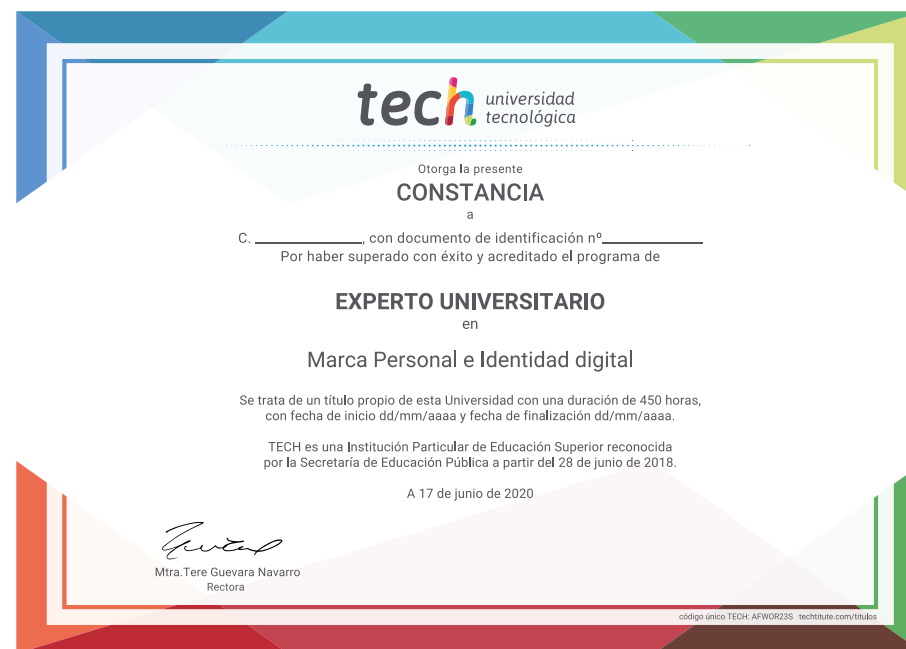 tech universidad
tecnológica
Otorga la presente
CONSTANCIA
a
C. ____________, con documento de identificación nº____________
Por haber superado con éxito y acreditado el programa de
EXPERTO UNIVERSITARIO
en
Marca Personal e Identidad digital
Se trata de un título propio de esta Universidad con una duración de 450 horas,
con fecha de inicio dd/mm/aaaa y fecha de finalización dd/mm/aaaa.
TECH es una Institución Particular de Educación Superior reconocida
por la Secretaría de Educación Pública a partir del 28 de junio de 2018.
A 17 de junio de 2020
Mtra.Tere Guevara Navarro
Rectora
código único TECH: AFWOR23S techtitute.com/titulos